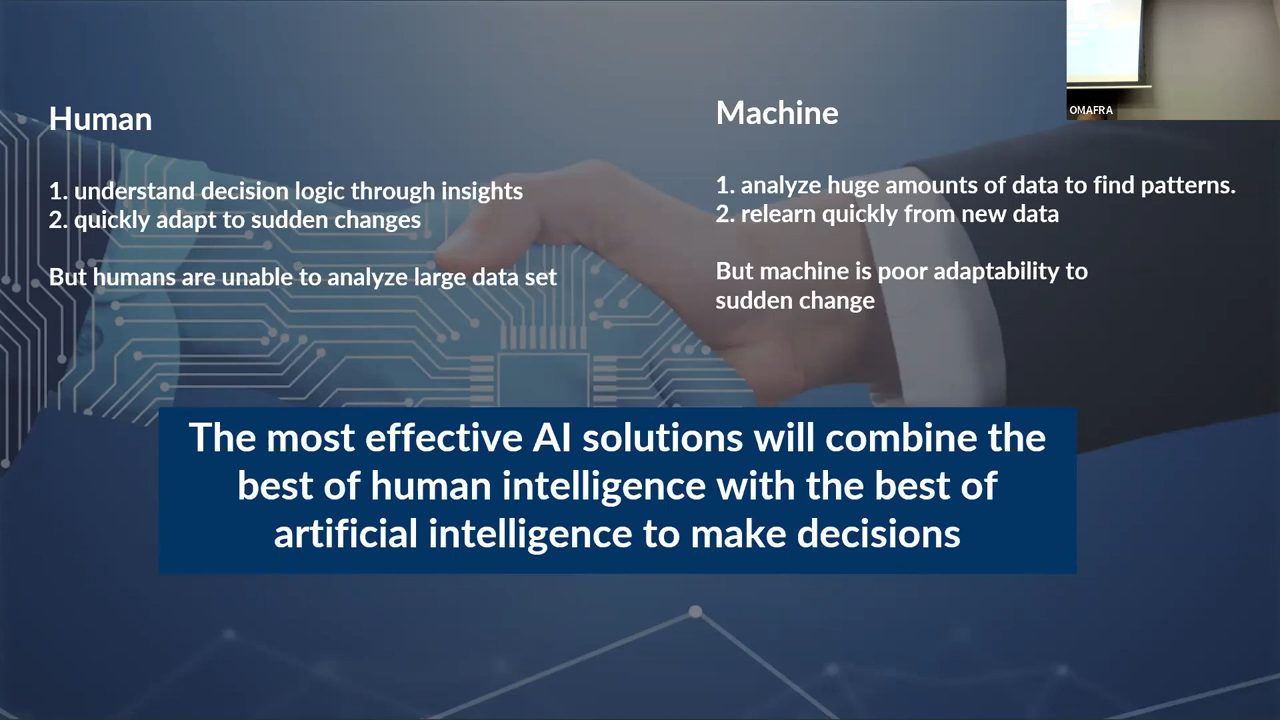 Human
1. understand decision logic through insights
2. quickly adapt to sudden changes
But humans are unable to analyze large data set
Machine
1. analyze huge amounts of data to find patterns.
2. relearn quickly from new data
But machine is poor adaptability to
sudden change
The most effective AI solutions will combine the
best of human intelligence with the best of
artificial intelligence to make decisions
OMAFRA